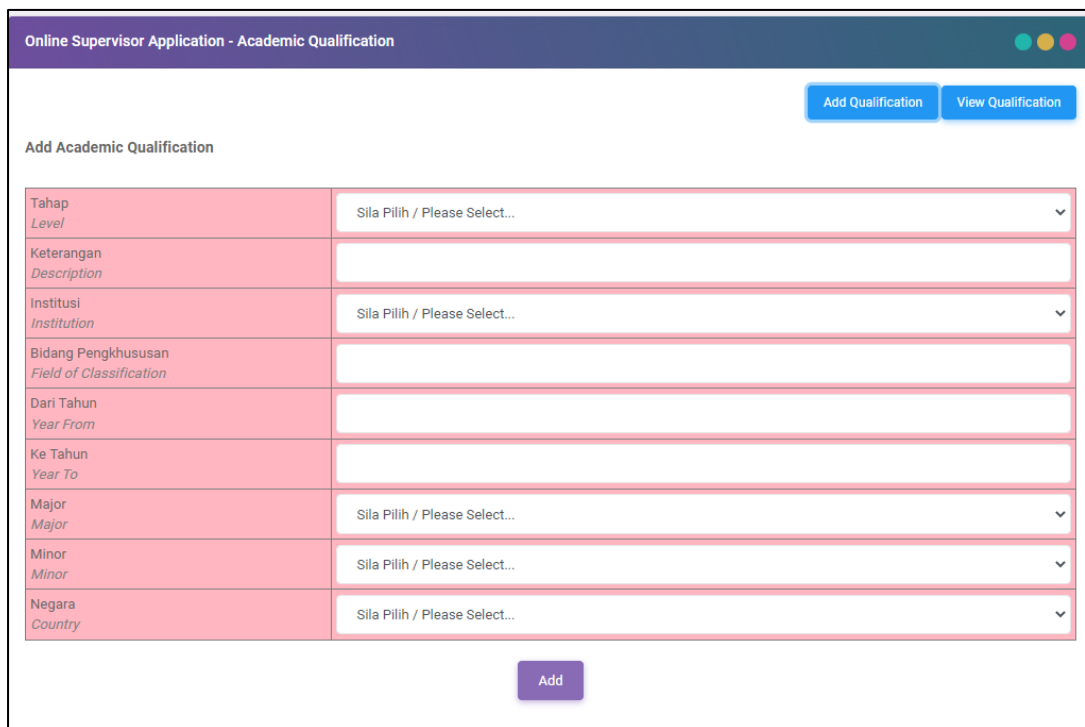 Online Supervisor Application - Academic Qualification
Add Qualification
View Qualification
Add Academic Qualification
Tahap
Level
Sila Pilih / Please Select...
Keterangan
Description
Institusi
Institution
Sila Pilih / Please Select...
Bidang Pengkhususan
Field of Classification
Dari Tahun
Year From
Ke Tahun
Year To
Major
Major
Sila Pilih / Please Select...
Minor
Minor
Sila Pilih / Please Select...
Negara
Country
Sila Pilih / Please Select...
Add